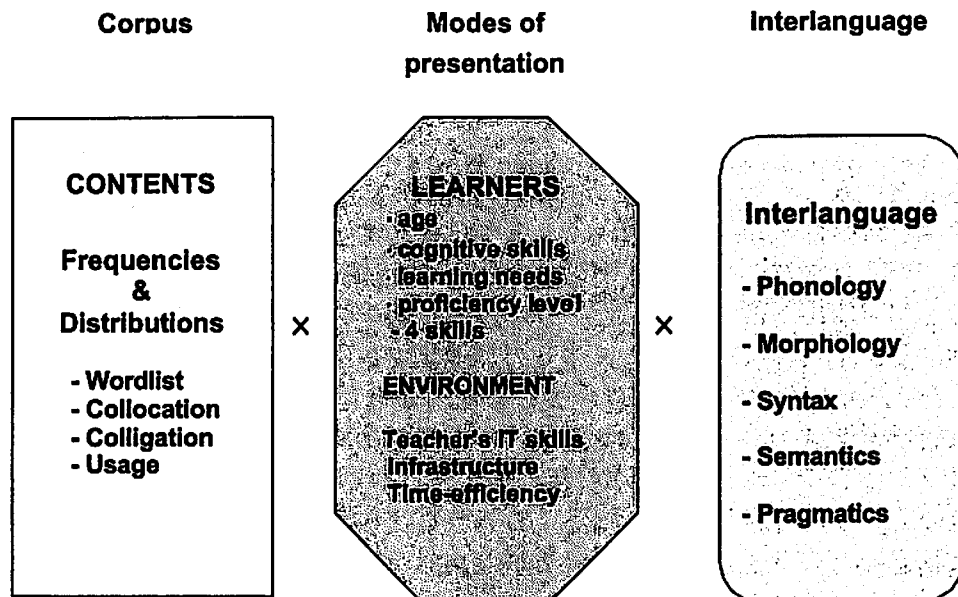 Corpus
Modes of
presentation
Interlanguage
CONTENTS
Frequencies
&
Distributions
- Wordlist
- Collocation
- Colligation
- Usage
×
LEARNERS
· age
· cognitive skills
· learning needs
· proficiency level
- 4 skills
ENVIRONMENT
Teacher's IT skills
Infrastructure
Time-efficiency
×
Interlanguage
- Phonology
- Morphology
- Syntax
- Semantics
- Pragmatics